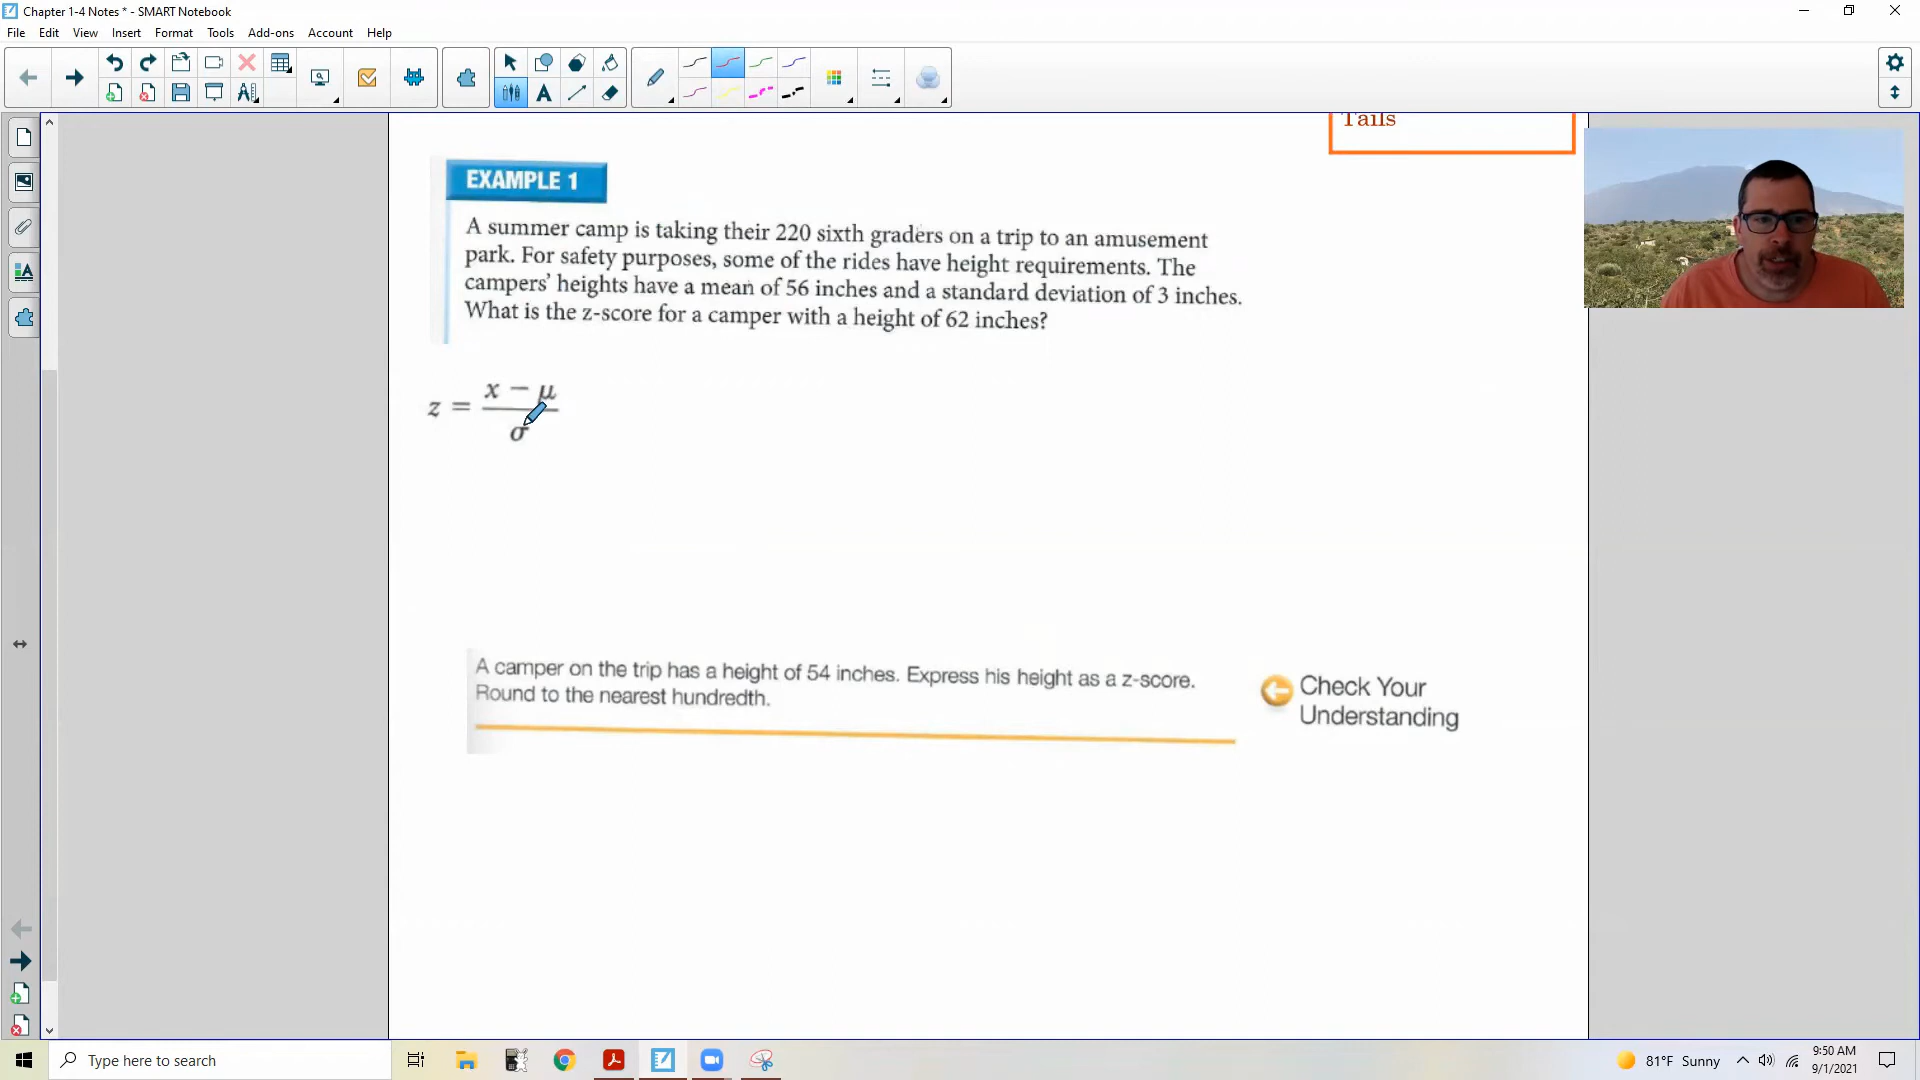 Chapter 1-4 Notes * - SMART Notebook
File Edit View Insert Format Tools Add-ons Account Help
Tails
EXAMPLE 1
A summer camp is taking their 220 sixth graders on a trip to an amusement
park. For safety purposes, some of the rides have height requirements. The
campers' heights have a mean of 56 inches and a standard deviation of 3 inches.
What is the z-score for a camper with a height of 62 inches?
z = \frac{x - μ}{σ}
A camper on the trip has a height of 54 inches. Express his height as a z-score.
Round to the nearest hundredth.
Check Your
Understanding
Type here to search
81°F Sunny
9:50 AM
9/1/2021